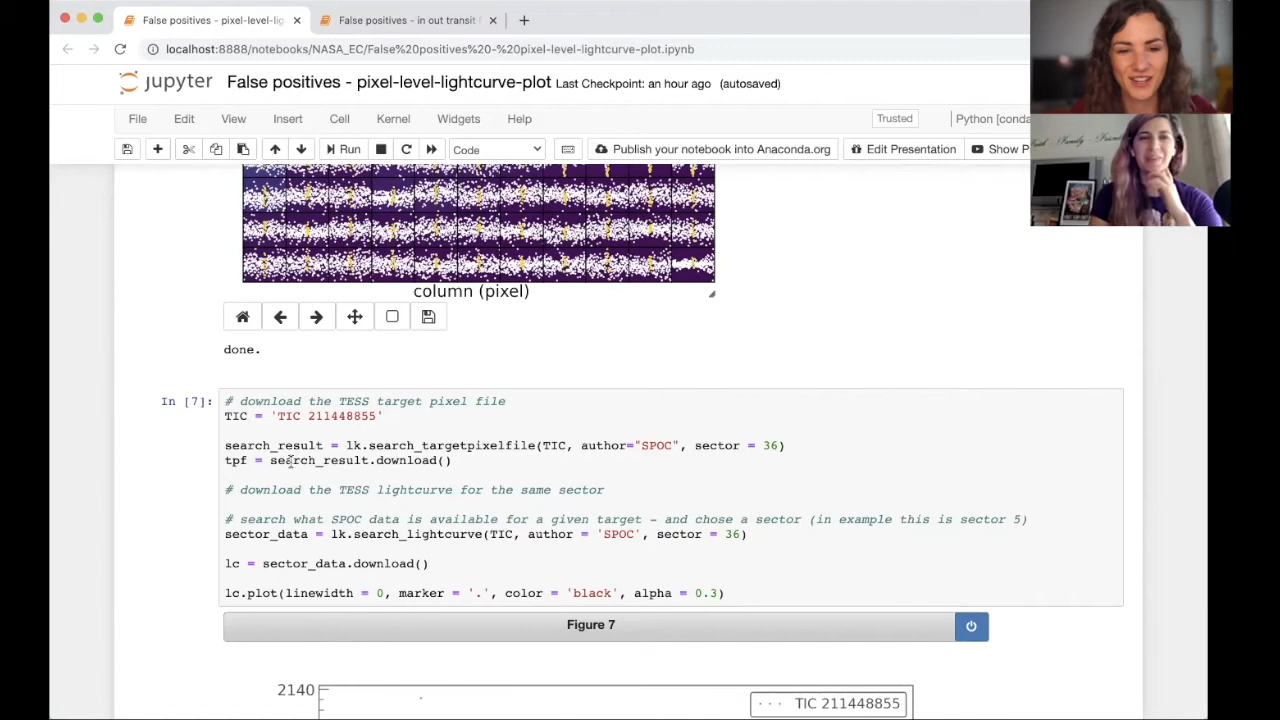 False positives - pixel-level-lig
False positives - in out transit f
localhost:8888/notebooks/NASA_EC/False%20positives%20-%20pixel-level-lightcurve-plot.ipynb
jupyter False positives - pixel-level-lightcurve-plot Last Checkpoint: an hour ago (autosaved)
File Edit View Insert Cell Kernel Widgets Help Trusted Python [conda
Run Code Publish your notebook into Anaconda.org Edit Presentation Show P
column (pixel)
done.
In [7]:
# download the TESS target pixel file
TIC = 'TIC 211448855'
search_result = lk.search_targetpixelfile(TIC, author="SPOC", sector = 36)
tpf = search_result.download()
# download the TESS lightcurve for the same sector
# search what SPOC data is available for a given target - and chose a sector (in example this is sector 5)
sector_data = lk.search_lightcurve(TIC, author = 'SPOC', sector = 36)
lc = sector_data.download()
lc.plot(linewidth = 0, marker = '.', color = 'black', alpha = 0.3)
Figure 7
2140
TIC 211448855